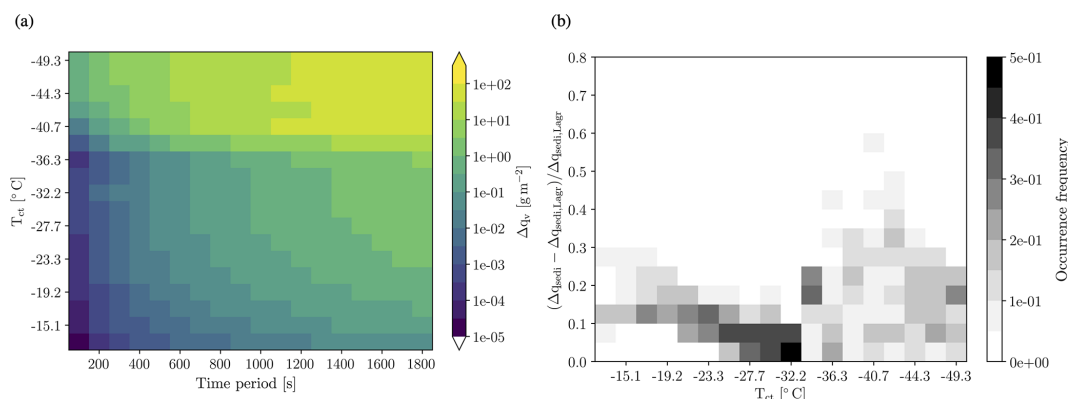 (a)
-49.3
-44.3
-40.7
-36.3
-32.2
-27.7
-23.3
-19.2
-15.1
T_ct [° C]
200 400 600 800 1000 1200 1400 1600 1800
Time period [s]
1e+02
1e+01
1e+00
1e-01
1e-02
1e-03
1e-04
1e-05
Δq_v [g m⁻²]
(b)
0.8
0.7
0.6
0.5
0.4
0.3
0.2
0.1
0.0
(Δq_sedi − Δq_sedi,Lagr)/Δq_sedi,Lagr
-15.1 -19.2 -23.3 -27.7 -32.2 -36.3 -40.7 -44.3 -49.3
T_ct [° C]
5e-01
4e-01
3e-01
2e-01
1e-01
0e+00
Occurrence frequency